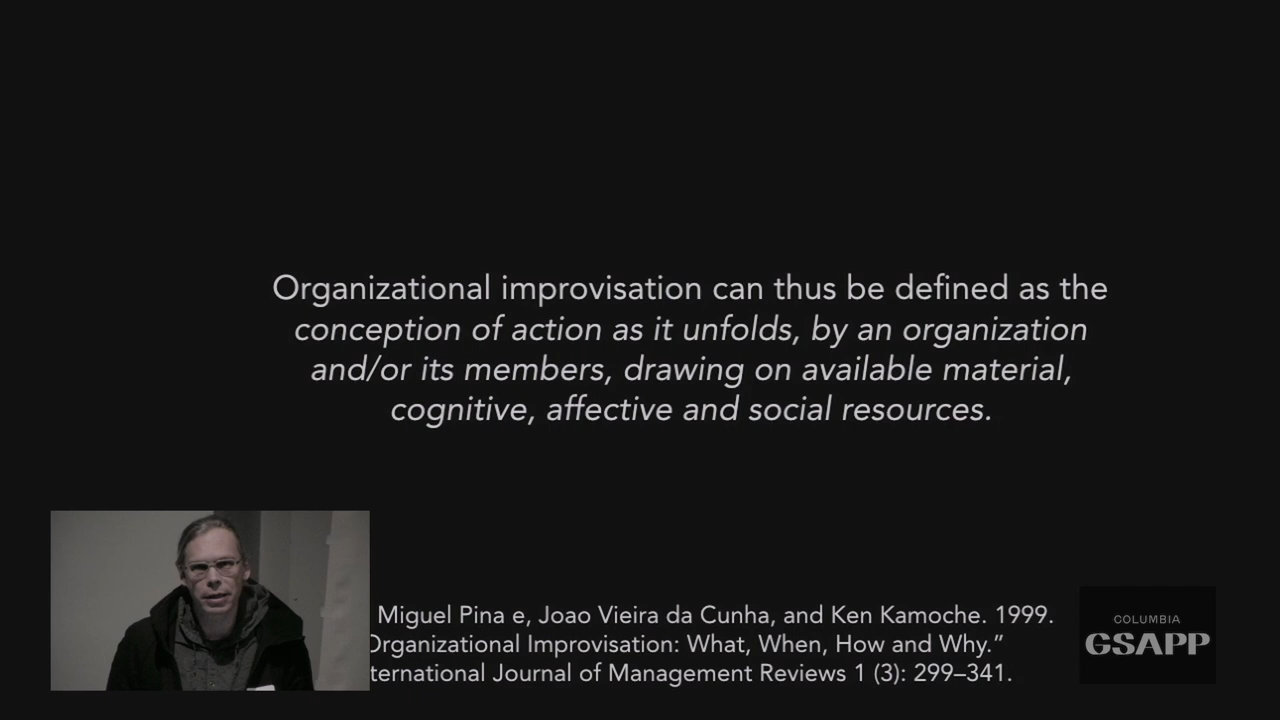 Organizational improvisation can thus be defined as the
conception of action as it unfolds, by an organization
and/or its members, drawing on available material,
cognitive, affective and social resources.
Miguel Pina e, Joao Vieira da Cunha, and Ken Kamoche. 1999.
Organizational Improvisation: What, When, How and Why.”
ternational Journal of Management Reviews 1 (3): 299–341.
COLUMBIA
GSAPP